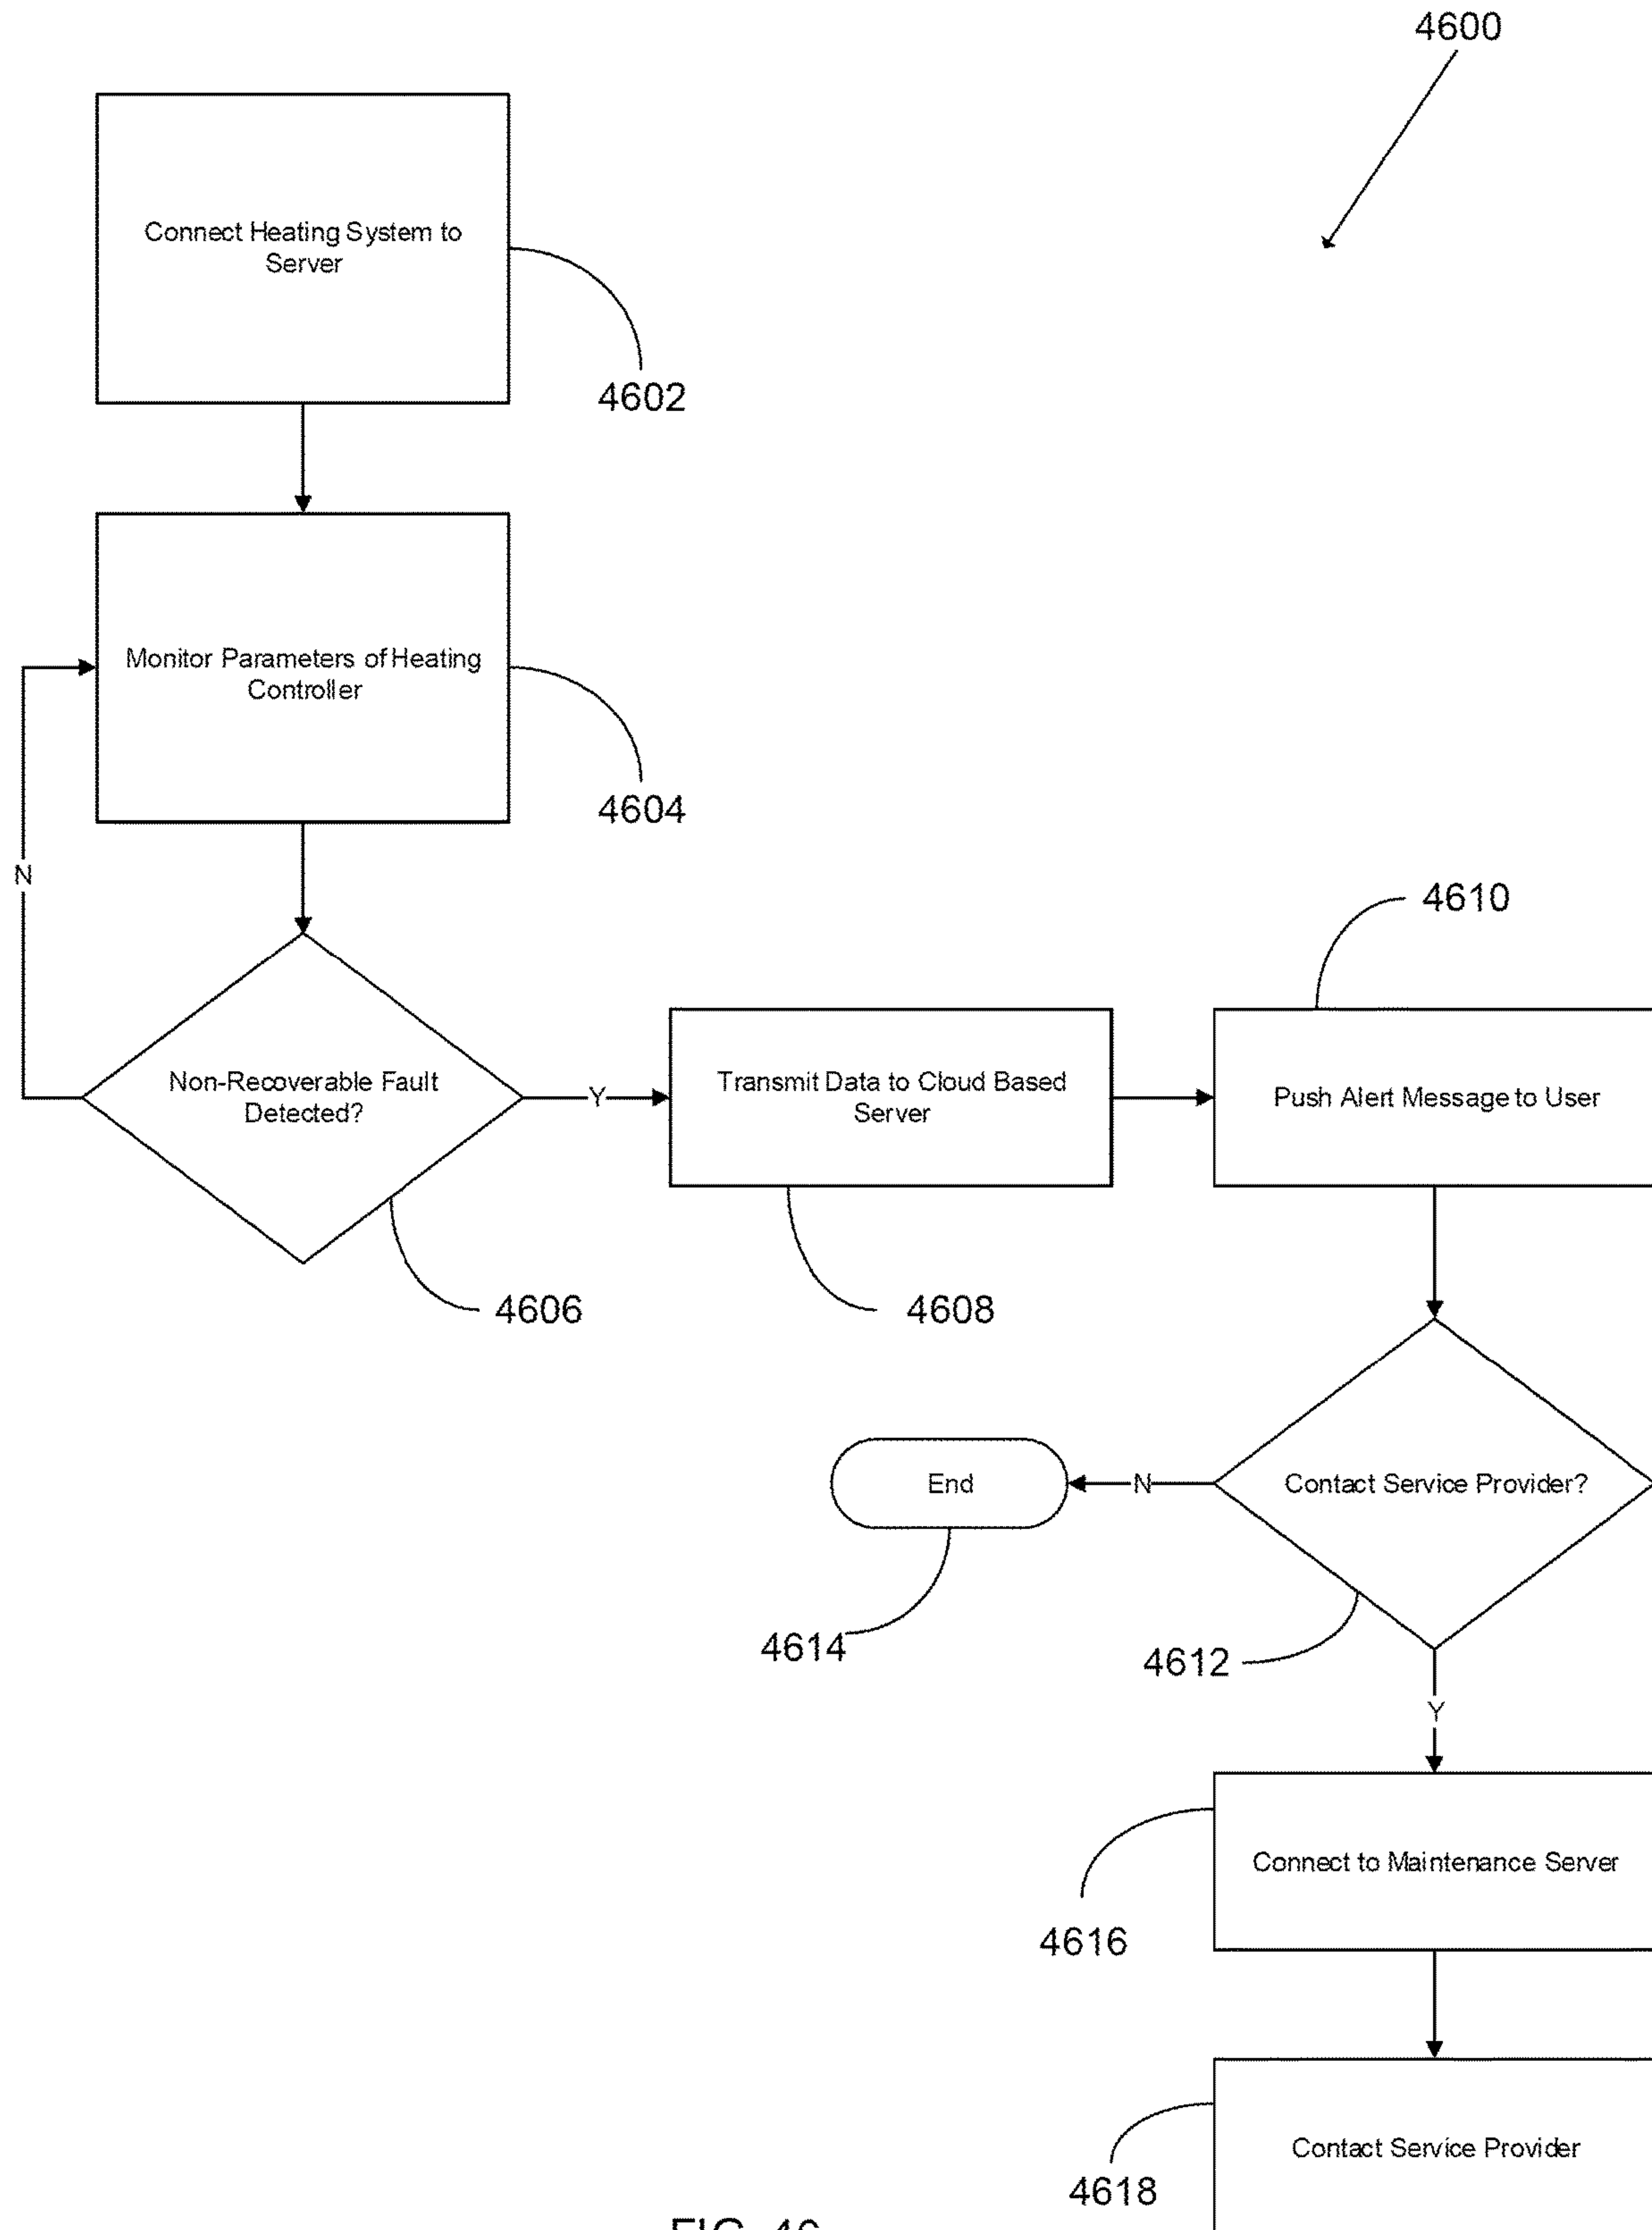 4600
Connect Heating System to
Server
4602
Monitor Parameters of Heating
Controller
4604
N
Non-Recoverable Fault
Detected?
4606
Y
Transmit Data to Cloud Based
Server
4608
4610
Push Alert Message to User
Contact Service Provider?
4612
N
End
4614
Y
Connect to Maintenance Server
4616
Contact Service Provider
4618
FIG. 46